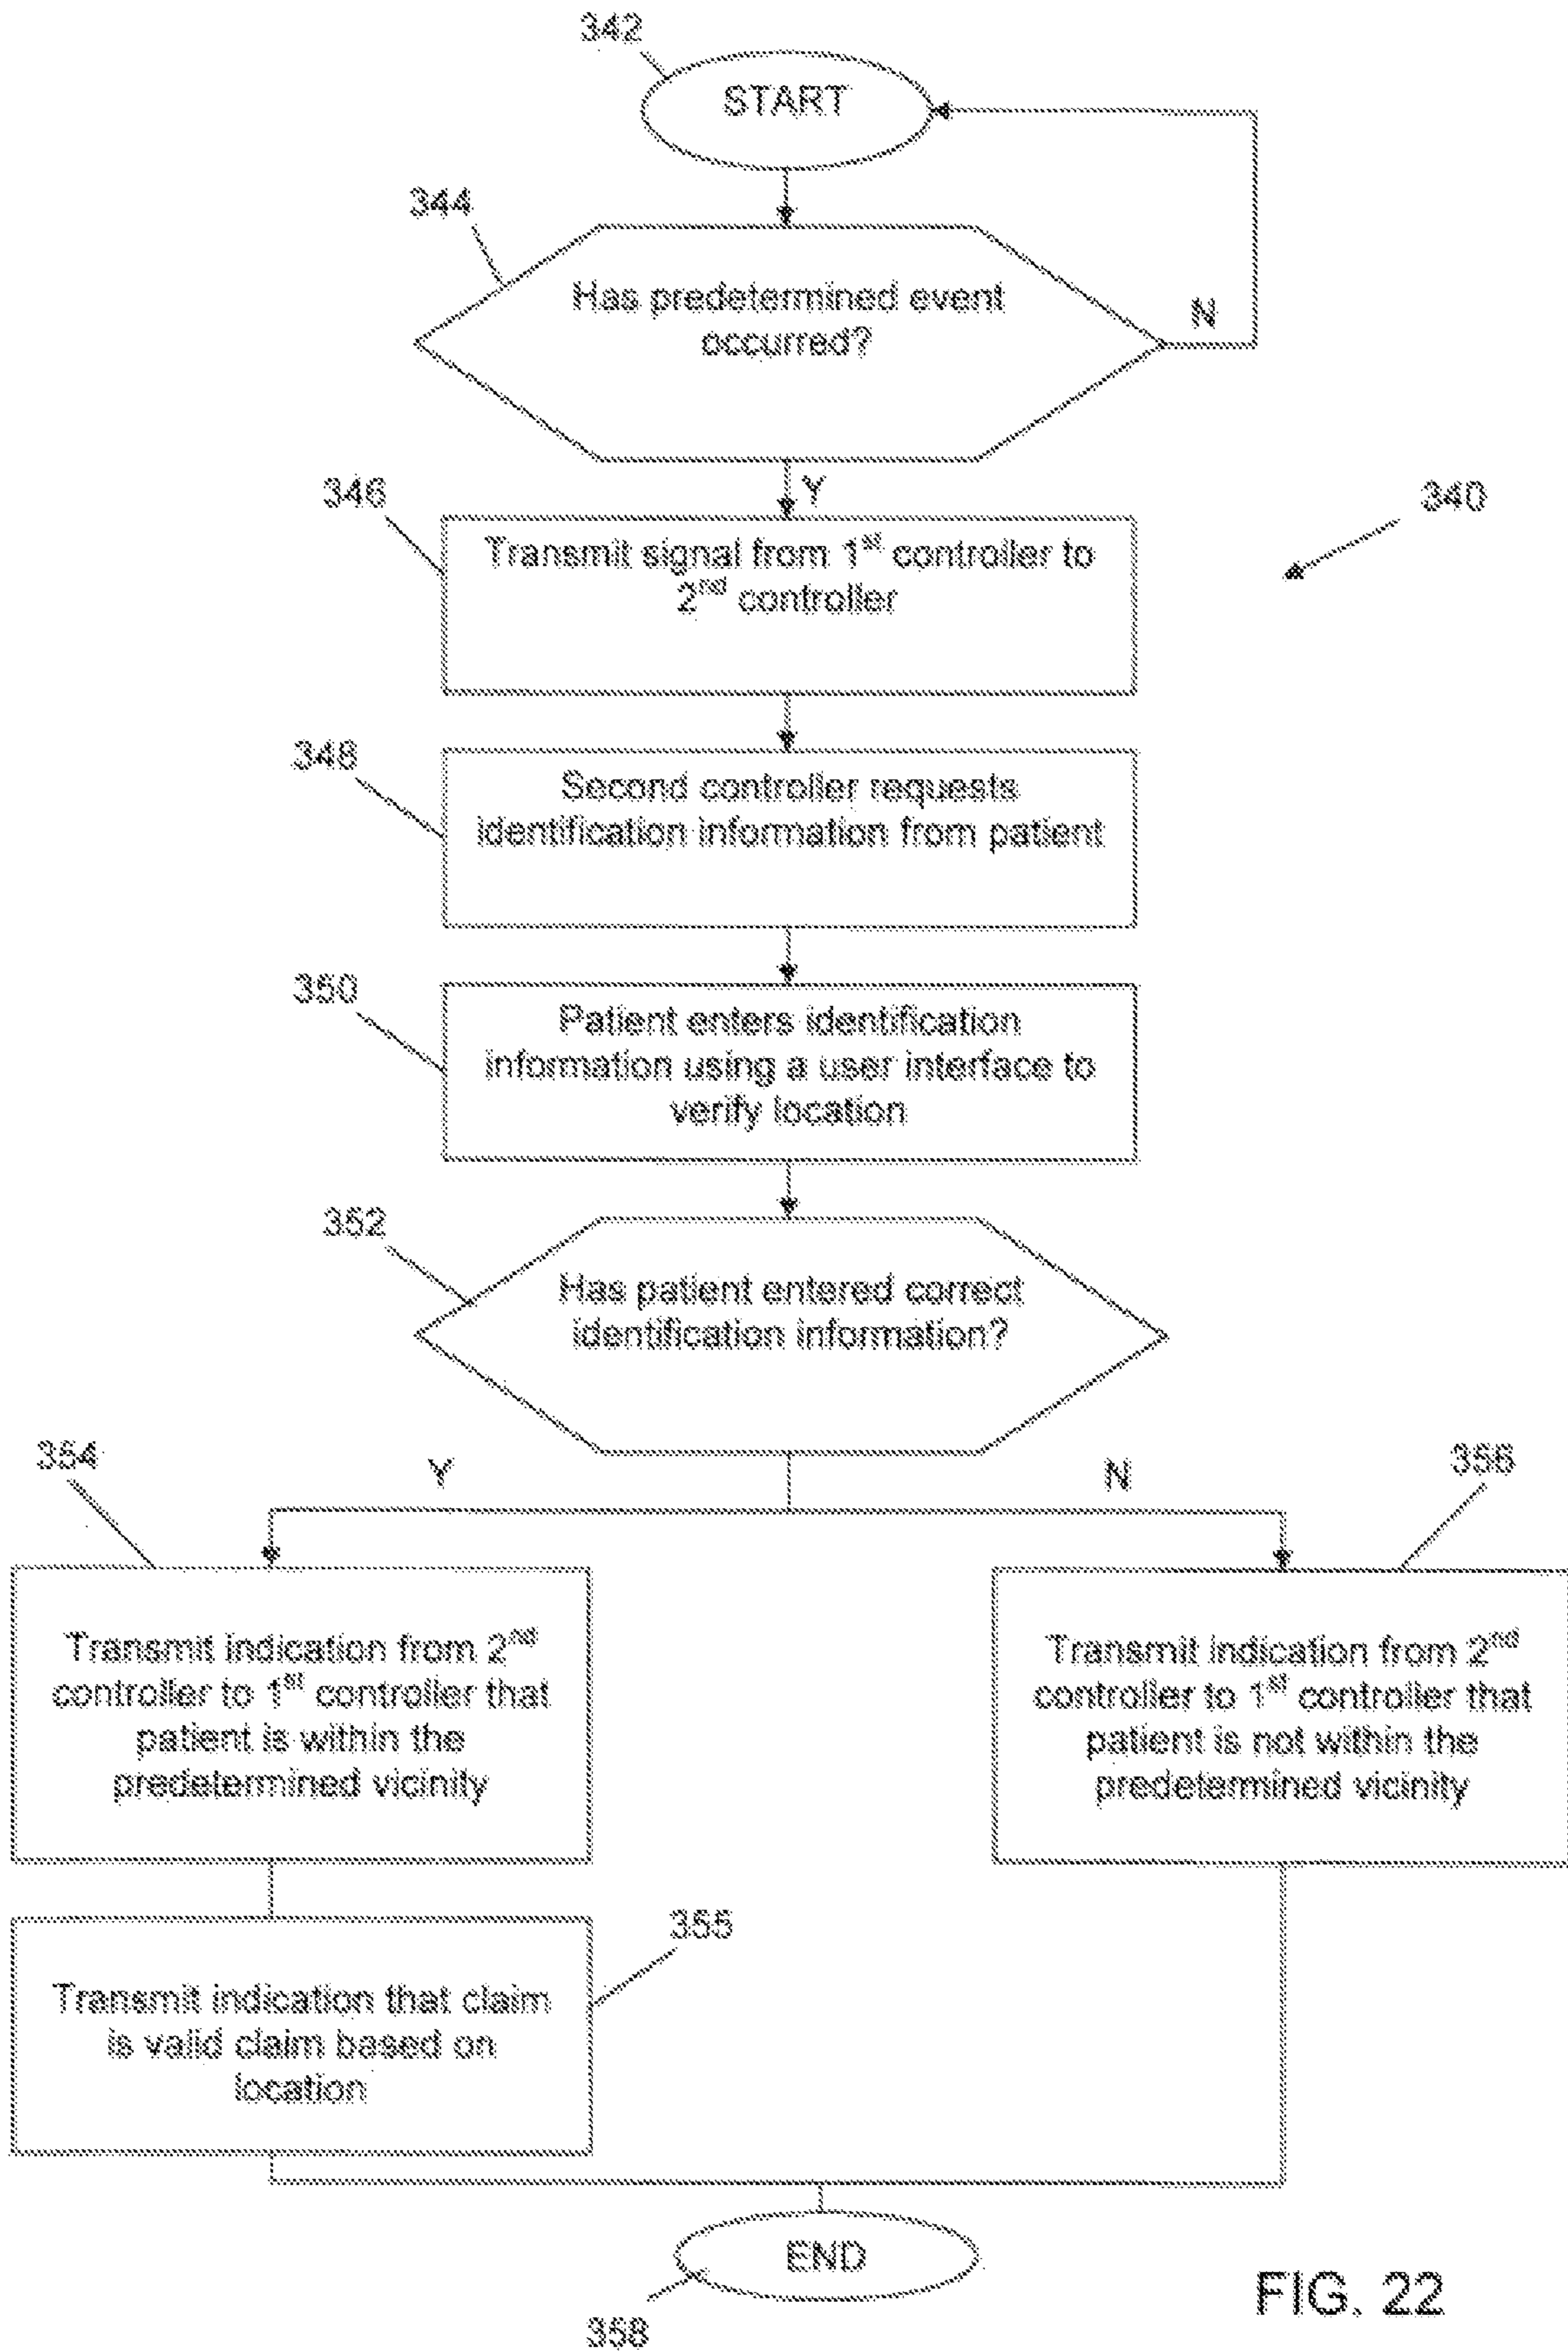 342
START
344
Has predetermined event
occurred?
N
Y
346
340
Transmit signal from 1st controller to
2nd controller
348
Second controller requests
identification information from patient
350
Patient enters identification
information using a user interface to
verify location
352
Has patient entered correct
identification information?
354
Y
N
356
Transmit indication from 2nd
controller to 1st controller that
patient is within the
predetermined vicinity
Transmit indication from 2nd
controller to 1st controller that
patient is not within the
predetermined vicinity
355
Transmit indication that claim
is valid claim based on
location
END
358
FIG. 22